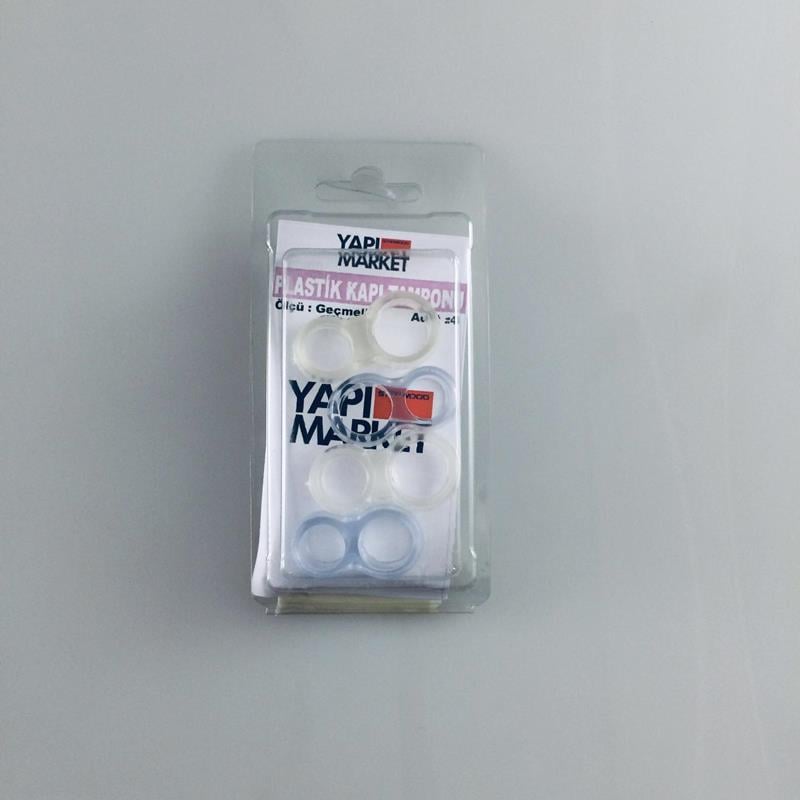 YAPI
MARKET
PLASTİK KAPI TAMPONU
Ölçü : Geçmeli
YAPI
MARKET